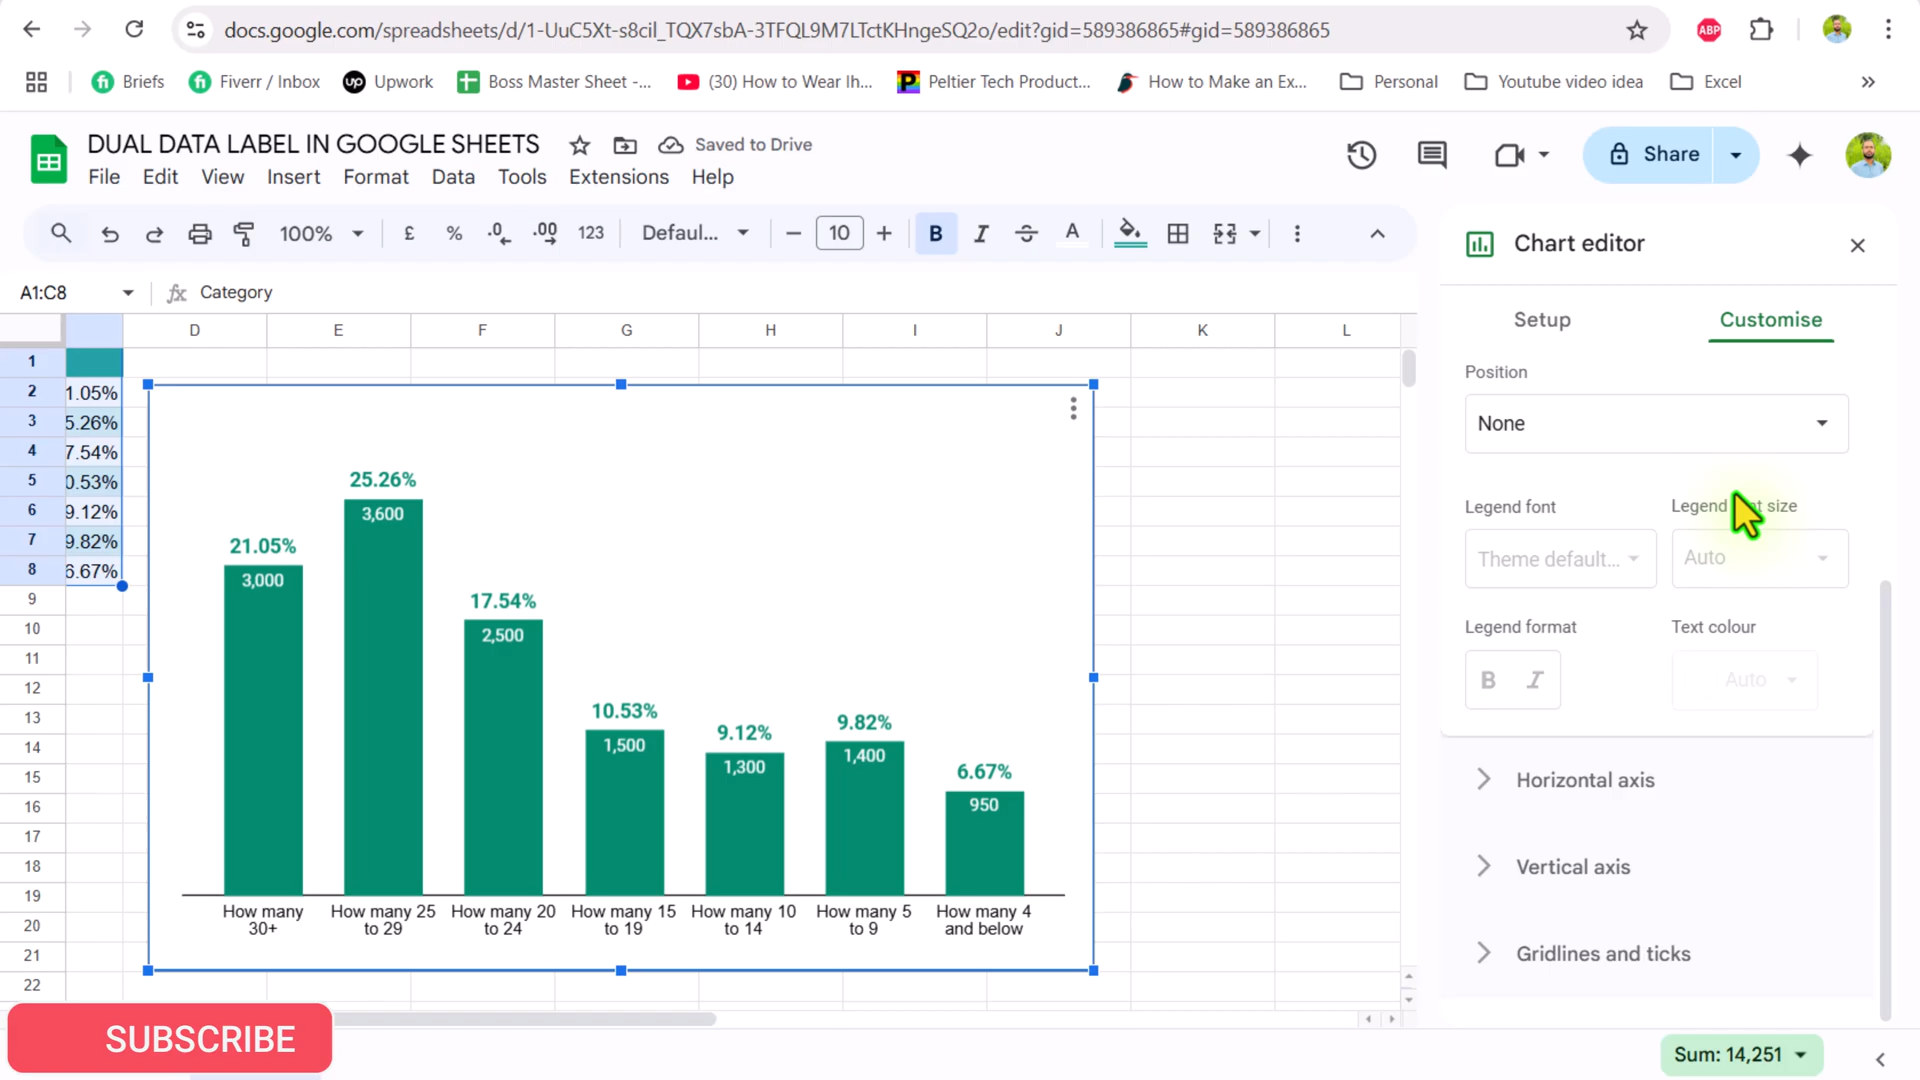 docs.google.com/spreadsheets/d/1-UuC5Xt-s8cil_TQX7sbA-3TFQL9M7LTctKHngeSQ2o/edit?gid=589386865#gid=589386865
ABP
Briefs
Fiverr / Inbox
Upwork
Boss Master Sheet -...
(30) How to Wear Ih...
Peltier Tech Product...
How to Make an Ex...
Personal
Youtube video idea
Excel
DUAL DATA LABEL IN GOOGLE SHEETS
Saved to Drive
Share
File Edit View Insert Format Data Tools Extensions Help
100% £ % .0 .00 123 Defaul... 10 B I A
Chart editor
A1:C8 fx Category
Setup Customise
D E F G H I J K L
1
2 1.05%
3 5.26%
4 7.54%
5 0.53%
6 9.12%
7 9.82%
8 6.67%
9
10
11
12
13
14
15
16
17
18
19
20
21
22
25.26%
3,600
21.05%
3,000
17.54%
2,500
10.53%
1,500
9.12%
1,300
9.82%
1,400
6.67%
950
How many 30+
How many 25 to 29
How many 20 to 24
How many 15 to 19
How many 10 to 14
How many 5 to 9
How many 4 and below
Position
None
Legend font
Legend size
Theme default...
Auto
Legend format
Text colour
B I
Auto
Horizontal axis
Vertical axis
Gridlines and ticks
SUBSCRIBE
Sum: 14,251